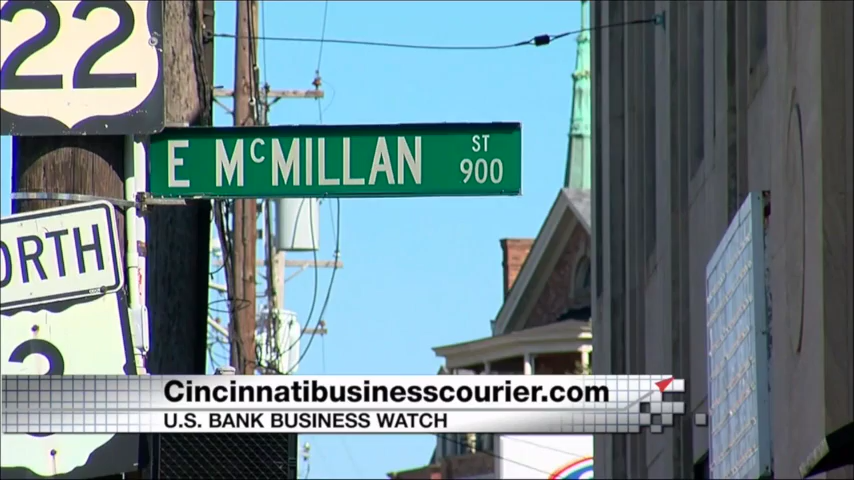 22
E McMILLAN ST
900
ORTH
Cincinnatibusinesscourier.com
U.S. BANK BUSINESS WATCH